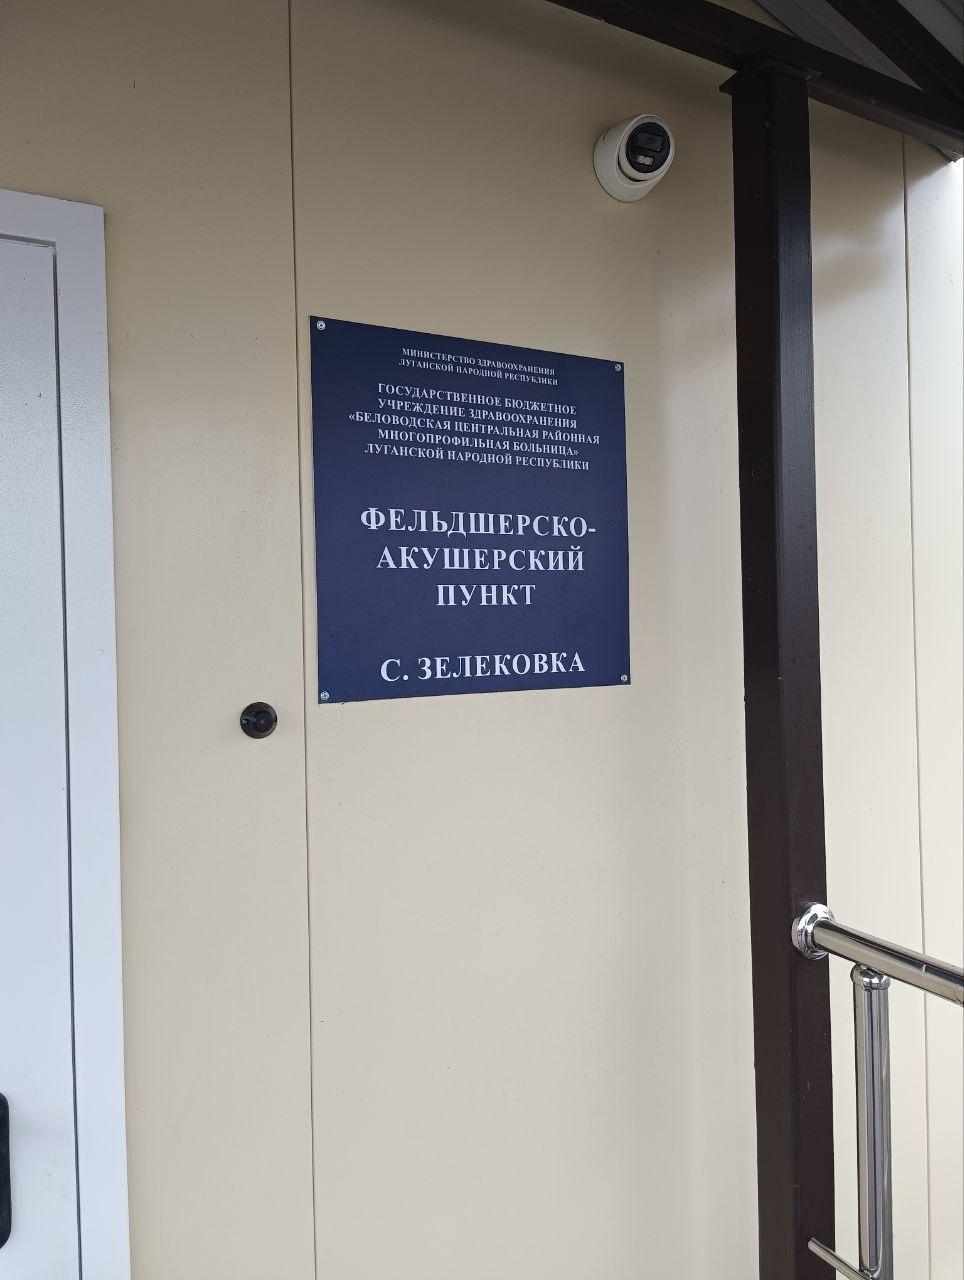 МИНИСТЕРСТВО ЗДРАВООХРАНЕНИЯ
ЛУГАНСКОЙ НАРОДНОЙ РЕСПУБЛИКИ
ГОСУДАРСТВЕННОЕ БЮДЖЕТНОЕ
УЧРЕЖДЕНИЕ ЗДРАВООХРАНЕНИЯ
«БЕЛОВОДСКАЯ ЦЕНТРАЛЬНАЯ РАЙОННАЯ
МНОГОПРОФИЛЬНАЯ БОЛЬНИЦА»
ЛУГАНСКОЙ НАРОДНОЙ РЕСПУБЛИКИ
ФЕЛЬДШЕРСКО-
АКУШЕРСКИЙ
ПУНКТ
С. ЗЕЛЕКОВКА